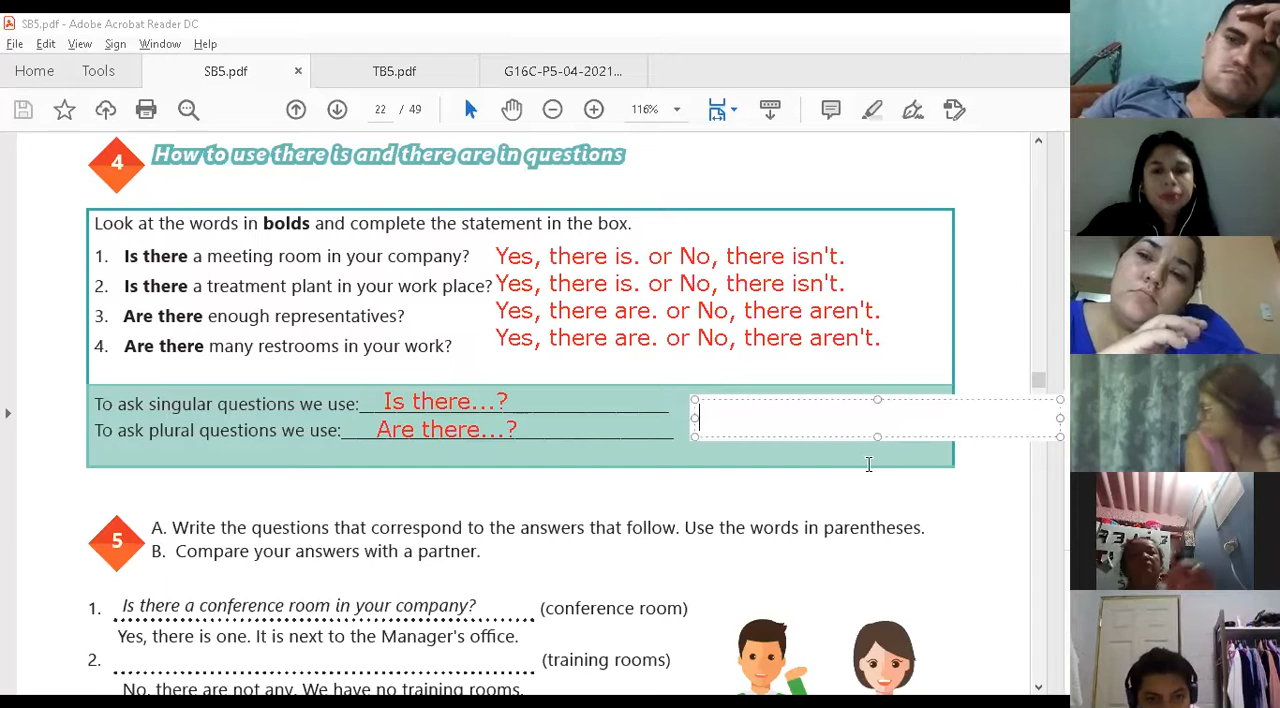 SB5.pdf - Adobe Acrobat Reader DC
File Edit View Sign Window Help
Home Tools SB5.pdf × TB5.pdf G16C-P5-04-2021...
22 / 49 116%
4 How to use there is and there are in questions
Look at the words in bolds and complete the statement in the box.
1. Is there a meeting room in your company? Yes, there is. or No, there isn't.
2. Is there a treatment plant in your work place? Yes, there is. or No, there isn't.
3. Are there enough representatives? Yes, there are. or No, there aren't.
4. Are there many restrooms in your work? Yes, there are. or No, there aren't.
To ask singular questions we use: Is there...?
To ask plural questions we use: Are there...?
5 A. Write the questions that correspond to the answers that follow. Use the words in parentheses.
B. Compare your answers with a partner.
1. Is there a conference room in your company? (conference room)
Yes, there is one. It is next to the Manager's office.
2. (training rooms)
No, there are not any. We have no training rooms.